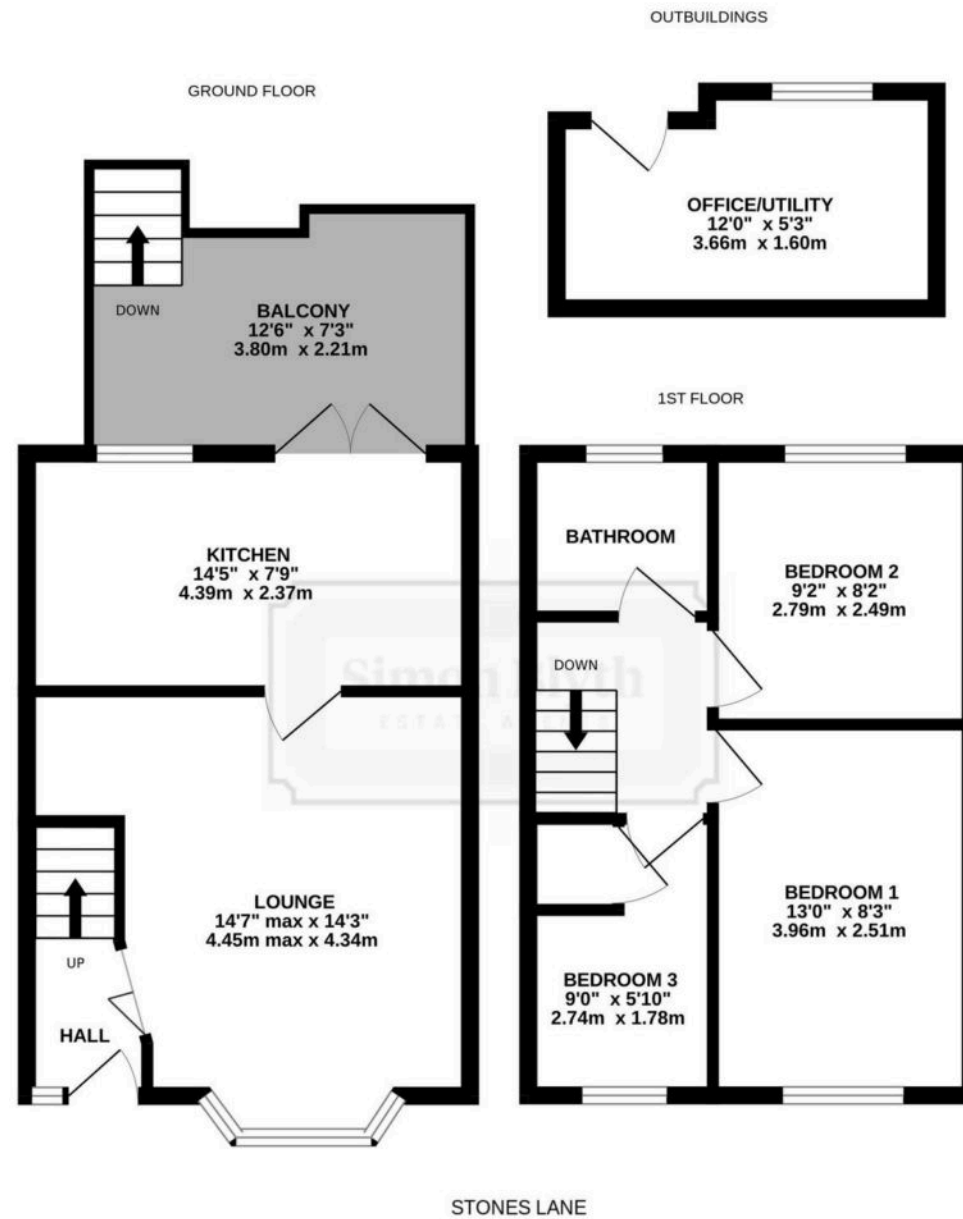 OUTBUILDINGS
OFFICE/UTILITY
12'0" x 5'3"
3.66m x 1.60m
GROUND FLOOR
DOWN
BALCONY
12'6" x 7'3"
3.80m x 2.21m
KITCHEN
14'5" x 7'9"
4.39m x 2.37m
LOUNGE
14'7" max x 14'3"
4.45m max x 4.34m
UP
HALL
1ST FLOOR
BATHROOM
BEDROOM 2
9'2" x 8'2"
2.79m x 2.49m
DOWN
BEDROOM 1
13'0" x 8'3"
3.96m x 2.51m
BEDROOM 3
9'0" x 5'10"
2.74m x 1.78m
Simon Blyth
STONES LANE